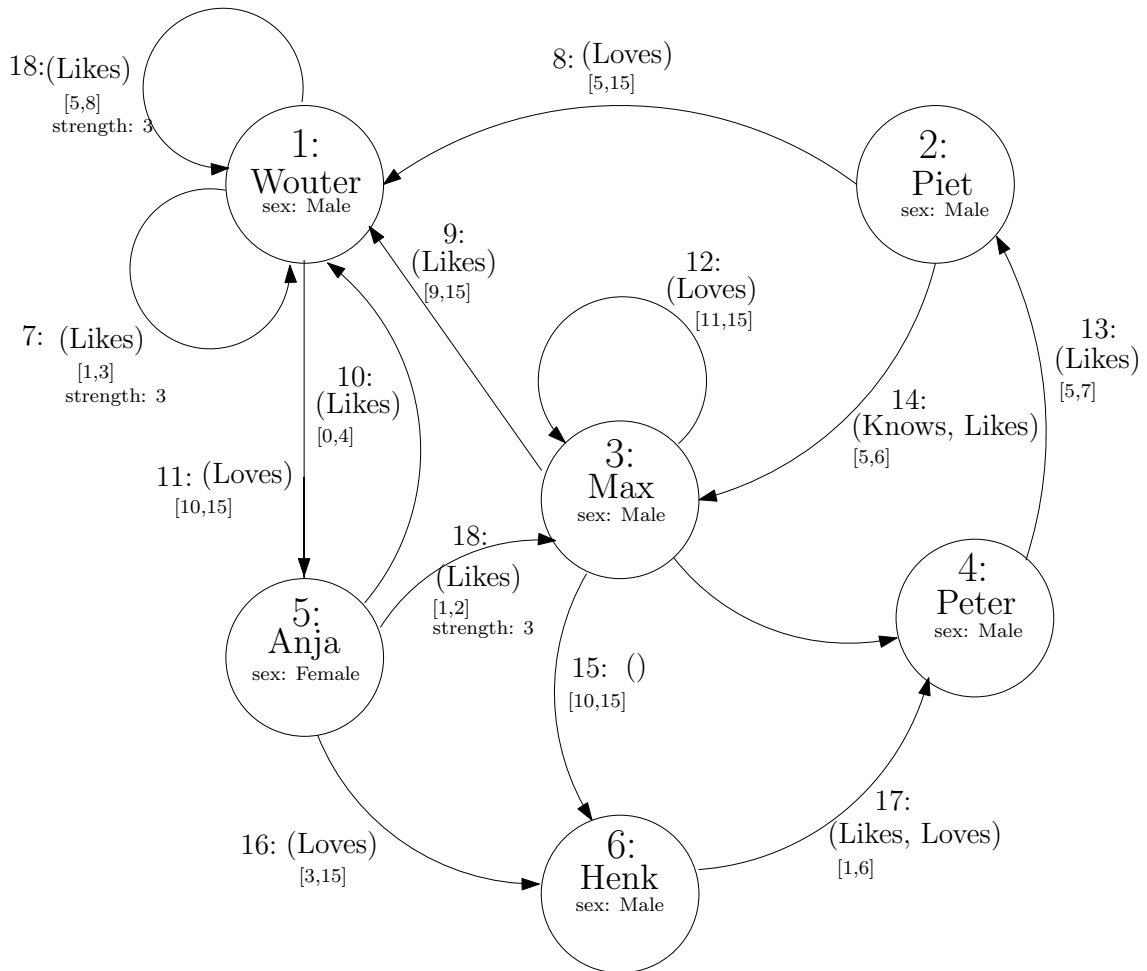 8: (Loves)
[5,15]
18:(Likes)
[5,8]
strength: 3
1:
Wouter
sex: Male
2:
Piet
sex: Male
9:
(Likes)
[9,15]
12:
(Loves)
[11,15]
7: (Likes)
[1,3]
strength: 3
13:
(Likes)
[5,7]
10:
(Likes)
[0,4]
14:
(Knows, Likes)
[5,6]
11: (Loves)
[10,15]
3:
Max
sex: Male
18:
(Likes)
[1,2]
strength: 3
4:
Peter
sex: Male
5:
Anja
sex: Female
15: ()
[10,15]
16: (Loves)
[3,15]
17:
(Likes, Loves)
[1,6]
6:
Henk
sex: Male